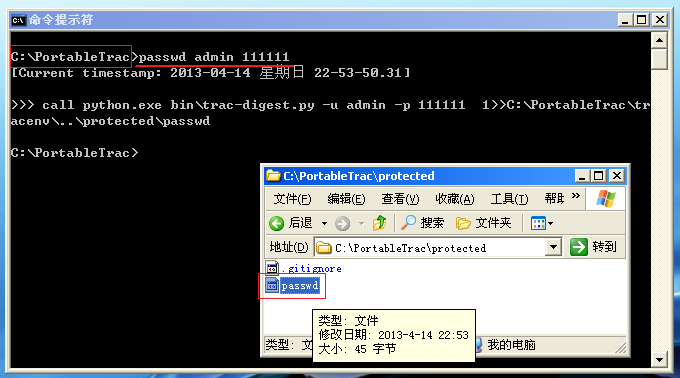 命令提示符
C:\PortableTrac>passwd admin 111111
[Current timestamp: 2013-04-14 星期日 22-53-50.31]
>>> call python.exe bin\trac-digest.py -u admin -p 111111  1>>C:\PortableTrac\tr
acenv\..\protected\passwd
C:\PortableTrac>
C:\PortableTrac\protected
文件(F) 编辑(E) 查看(V) 收藏(A) 工具(T) 帮助 »
后退 搜索 文件夹
地址(D) C:\PortableTrac\protected 转到
.gitignore
passwd
类型: 文件
修改日期: 2013-4-14 22:53
大小: 45 字节
类型: 文 我的电脑